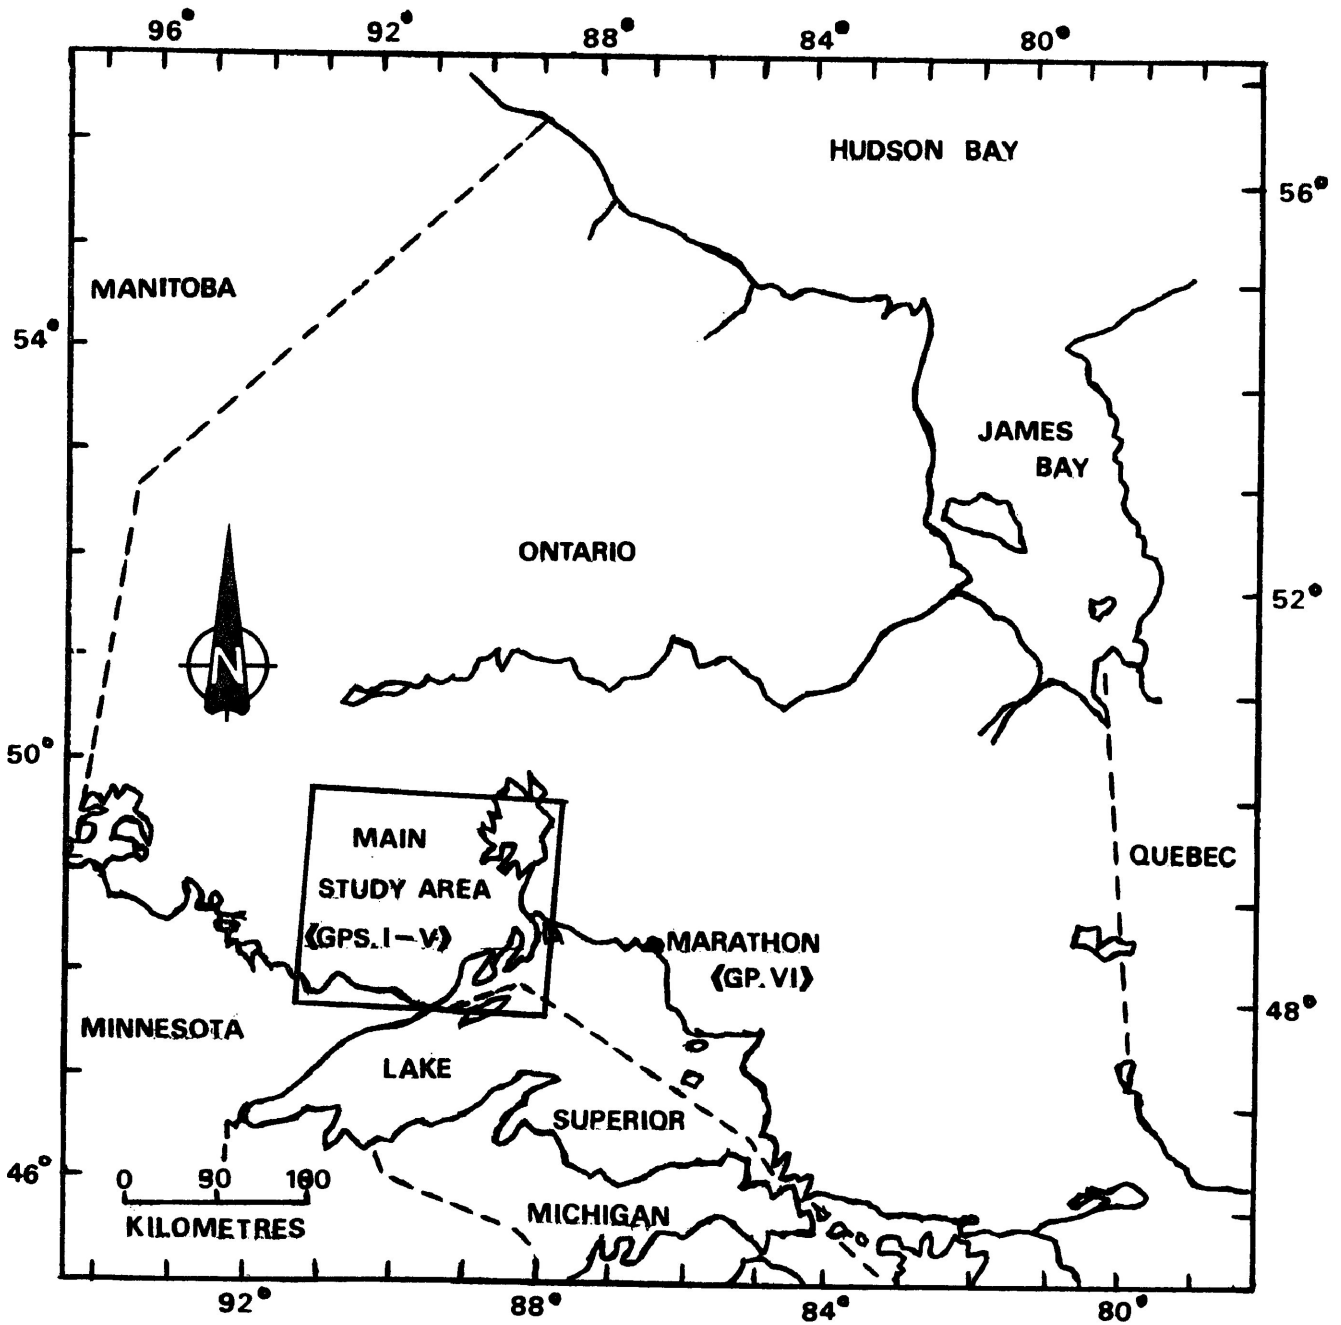 96° 92° 88° 84° 80°
HUDSON BAY
56°
MANITOBA
54°
JAMES
BAY
ONTARIO
52°
N
50°
MAIN
STUDY AREA
《GPS. I–V》
QUEBEC
MARATHON
《GP. VI》
48°
MINNESOTA
LAKE
SUPERIOR
46°
0 90 180
KILOMETRES
MICHIGAN
92° 88° 84° 80°